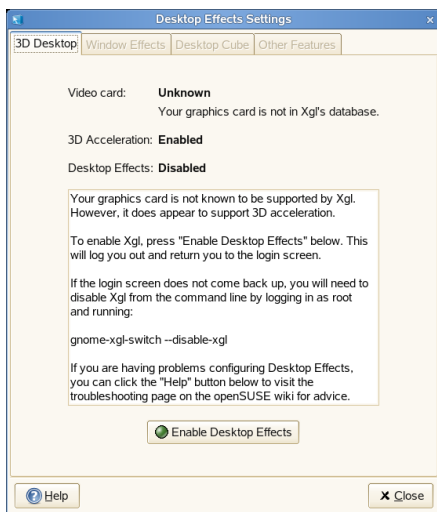 Desktop Effects Settings
3D Desktop
Window Effects
Desktop Cube
Other Features
Video card: Unknown
Your graphics card is not in Xgl's database.
3D Acceleration: Enabled
Desktop Effects: Disabled
Your graphics card is not known to be supported by Xgl.
However, it does appear to support 3D acceleration.
To enable Xgl, press "Enable Desktop Effects" below. This
will log you out and return you to the login screen.
If the login screen does not come back up, you will need to
disable Xgl from the command line by logging in as root
and running:
gnome-xgl-switch --disable-xgl
If you are having problems configuring Desktop Effects,
you can click the "Help" button below to visit the
troubleshooting page on the openSUSE wiki for advice.
Enable Desktop Effects
Help
Close